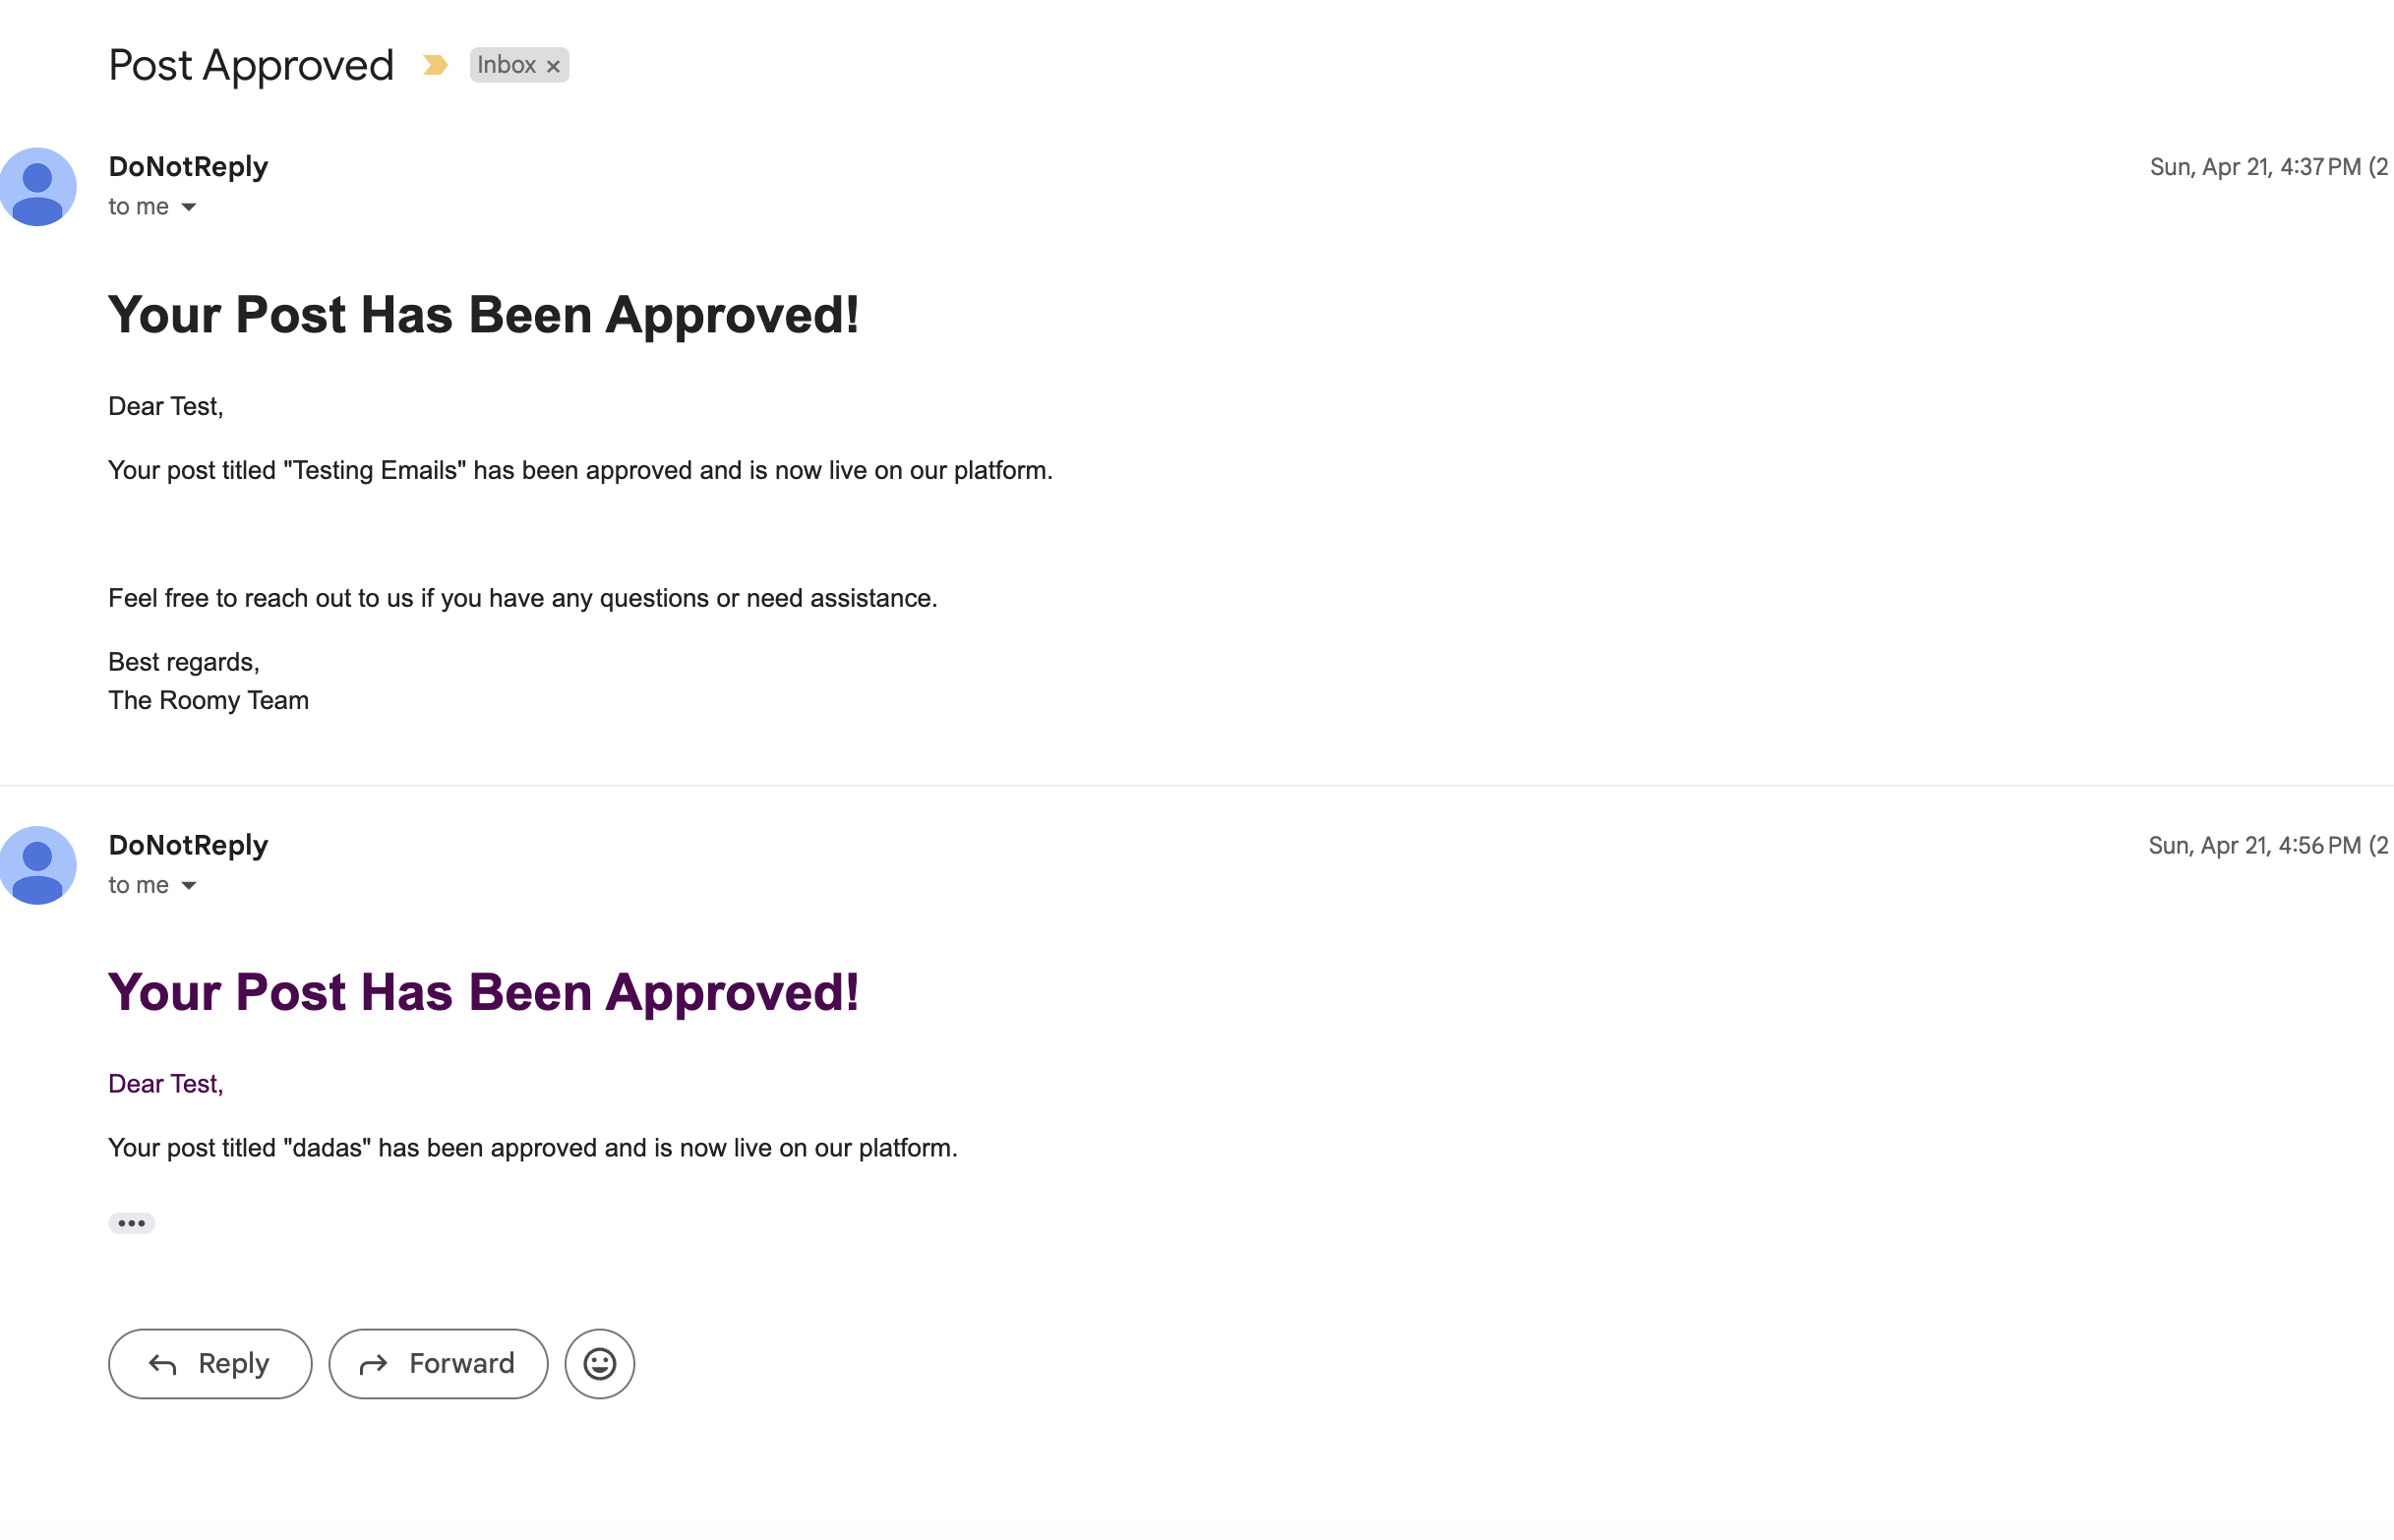 Post Approved Inbox ×
DoNotReply Sun, Apr 21, 4:37 PM (2
to me
Your Post Has Been Approved!
Dear Test,
Your post titled "Testing Emails" has been approved and is now live on our platform.
Feel free to reach out to us if you have any questions or need assistance.
Best regards,
The Roomy Team
DoNotReply Sun, Apr 21, 4:56 PM (2
to me
Your Post Has Been Approved!
Dear Test,
Your post titled "dadas" has been approved and is now live on our platform.
Reply Forward